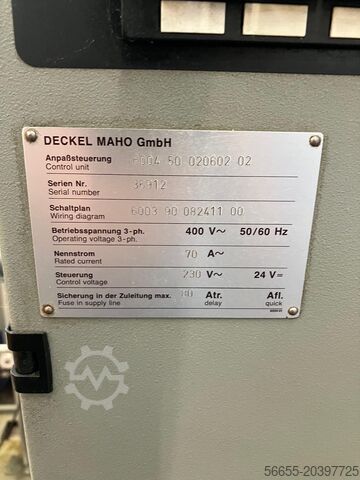 DECKEL MAHO GmbH
Anpaßsteuerung 6004 50 020602 02
Control unit
Serien Nr. 36912
Serial number
Schaltplan 6003 90 082411 00
Wiring diagram
Betriebsspannung 3-ph. 400 V~ 50/60 Hz
Operating voltage 3-ph.
Nennstrom 70 A~
Rated current
Steuerung 230 V~ 24 V=
Control voltage
Sicherung in der Zuleitung max. Atr. Afl.
Fuse in supply line delay quick
56655-20397725